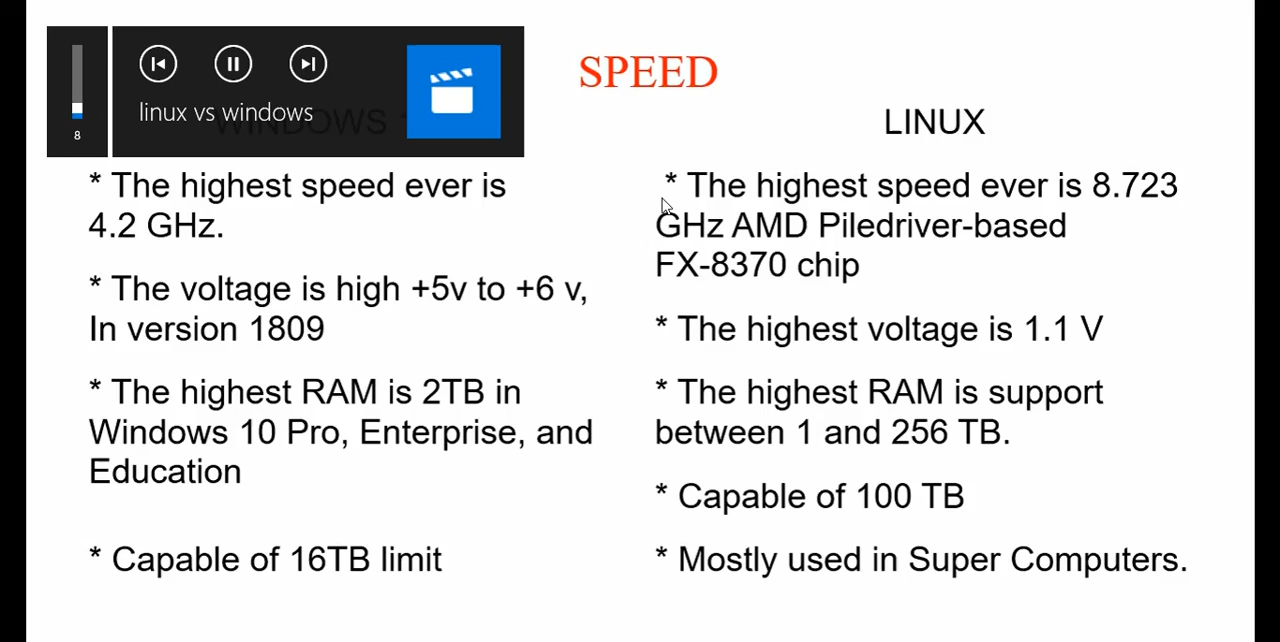 8
linux vs windows
SPEED
WINDOWS
* The highest speed ever is
4.2 GHz.
* The voltage is high +5v to +6 v,
In version 1809
* The highest RAM is 2TB in
Windows 10 Pro, Enterprise, and
Education
* Capable of 16TB limit
LINUX
* The highest speed ever is 8.723
GHz AMD Piledriver-based
FX-8370 chip
* The highest voltage is 1.1 V
* The highest RAM is support
between 1 and 256 TB.
* Capable of 100 TB
* Mostly used in Super Computers.